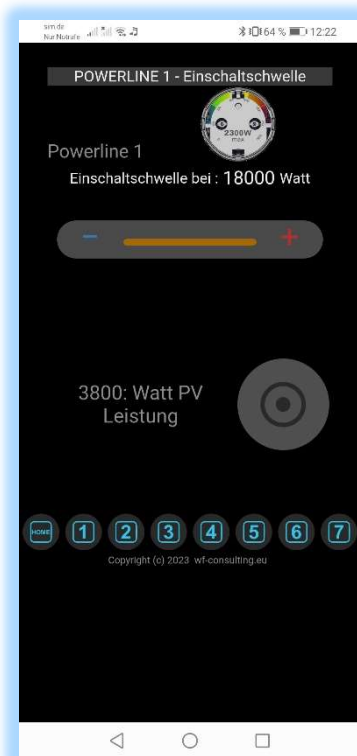 sim.de
Nur Notrufe
64 % 12:22
POWERLINE 1 - Einschaltschwelle
2300W
max
Powerline 1
Einschaltschwelle bei : 18000 Watt
− +
3800: Watt PV
Leistung
HOME 1 2 3 4 5 6 7
Copyright (c) 2023 wf-consulting.eu